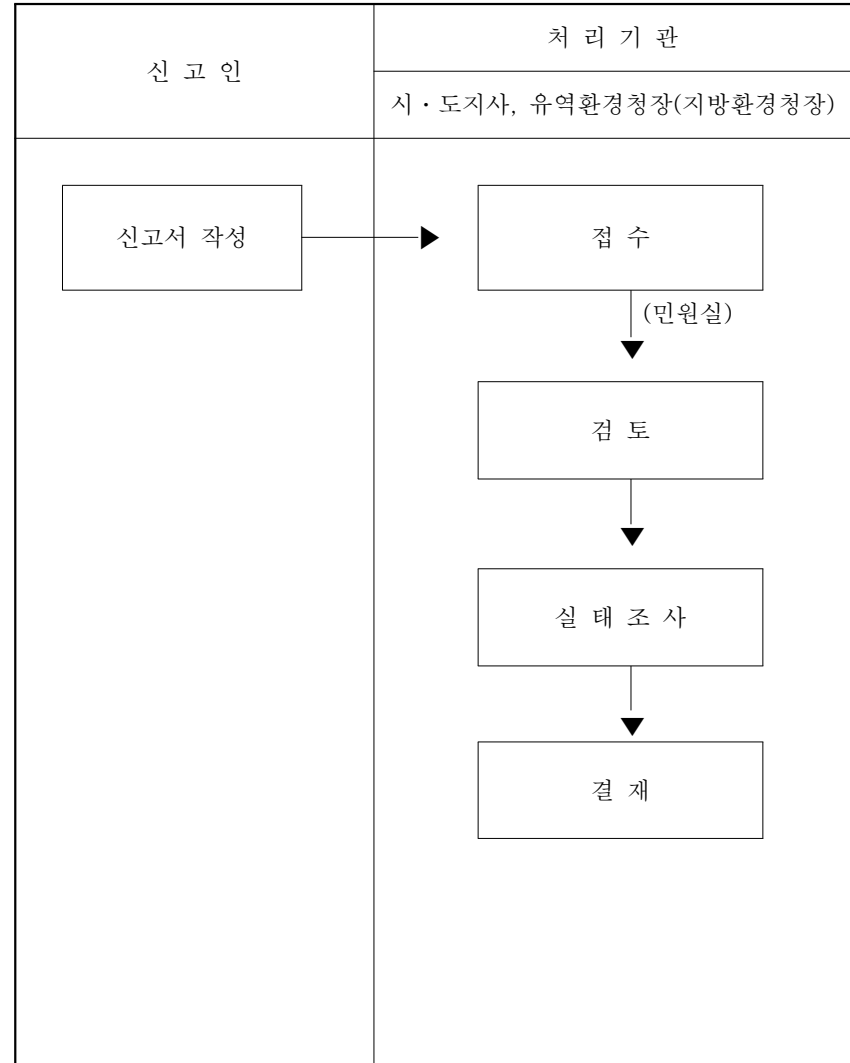 신 고 인
처 리 기 관
시ㆍ도지사, 유역환경청장(지방환경청장)
신고서 작성
접 수
(민원실)
검 토
실 태 조 사
결 재